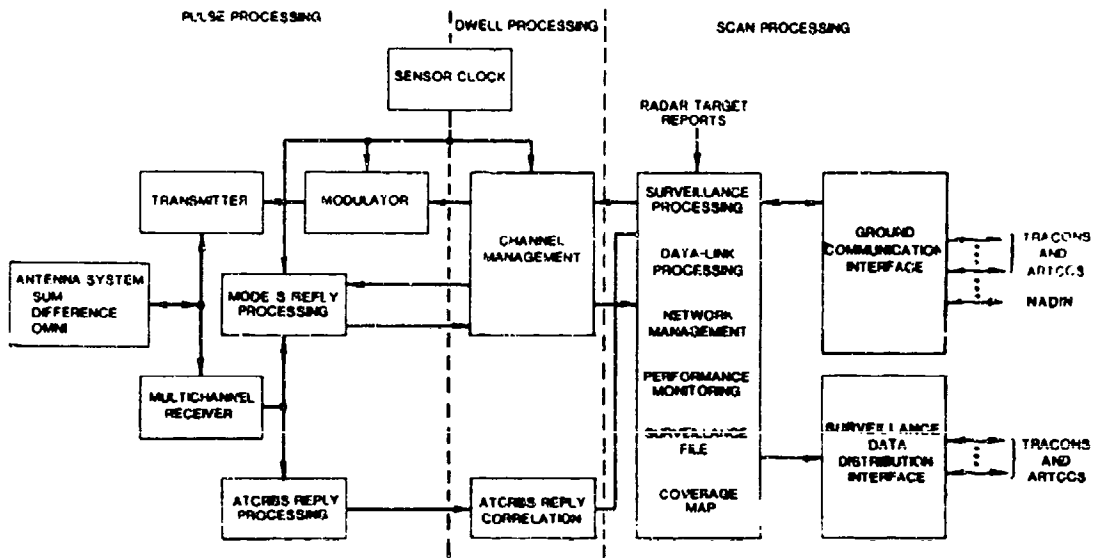 PULSE PROCESSING
DWELL PROCESSING
SCAN PROCESSING
SENSOR CLOCK
RADAR TARGET
REPORTS
TRANSMITTER
MODULATOR
CHANNEL
MANAGEMENT
SURVEILLANCE
PROCESSING
DATA-LINK
PROCESSING
NETWORK
MANAGEMENT
PERFORMANCE
MONITORING
SURVEILLANCE
FILE
COVERAGE
MAP
GROUND
COMMUNICATION
INTERFACE
TRACONS
AND
ARTCCS
NADIN
ANTENNA SYSTEM
SUM
DIFFERENCE
OMNI
MODE S REPLY
PROCESSING
MULTICHANNEL
RECEIVER
SURVEILLANCE
DATA
DISTRIBUTION
INTERFACE
TRACONS
AND
ARTCCS
ATCRBS REPLY
PROCESSING
ATCRBS REPLY
CORRELATION